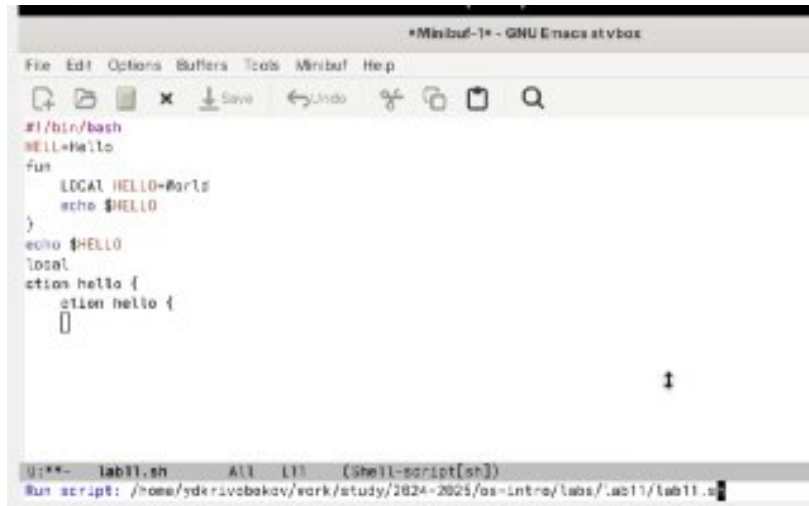 *Minibuf-1* - GNU Emacs at vbox
File Edit Options Buffers Tools Minibuf Help
Save Undo
#!/bin/bash
HELL=Hello
fun
LOCAl HELLO=World
echo $HELLO
}
echo $HELLO
local
ction hello {
ction hello {
U:**- lab11.sh All L11 (Shell-script[sh])
Run script: /home/ydkrivobokov/work/study/2024-2025/os-intro/labs/lab11/lab11.sh